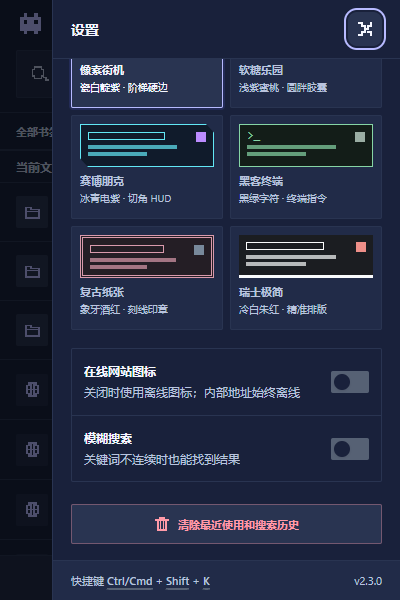 设置
像素街机
瓷白靛紫 · 阶梯硬边
软糖乐园
浅紫蜜桃 · 圆胖胶囊
全部书
当前文
>_
赛博朋克
冰青电紫 · 切角 HUD
黑客终端
黑绿字符 · 终端指令
复古纸张
象牙酒红 · 刻线印章
瑞士极简
冷白朱红 · 精准排版
在线网站图标
关闭时使用离线图标；内部地址始终离线
模糊搜索
关键词不连续时也能找到结果
清除最近使用和搜索历史
快捷键 Ctrl/Cmd + Shift + K
v2.3.0